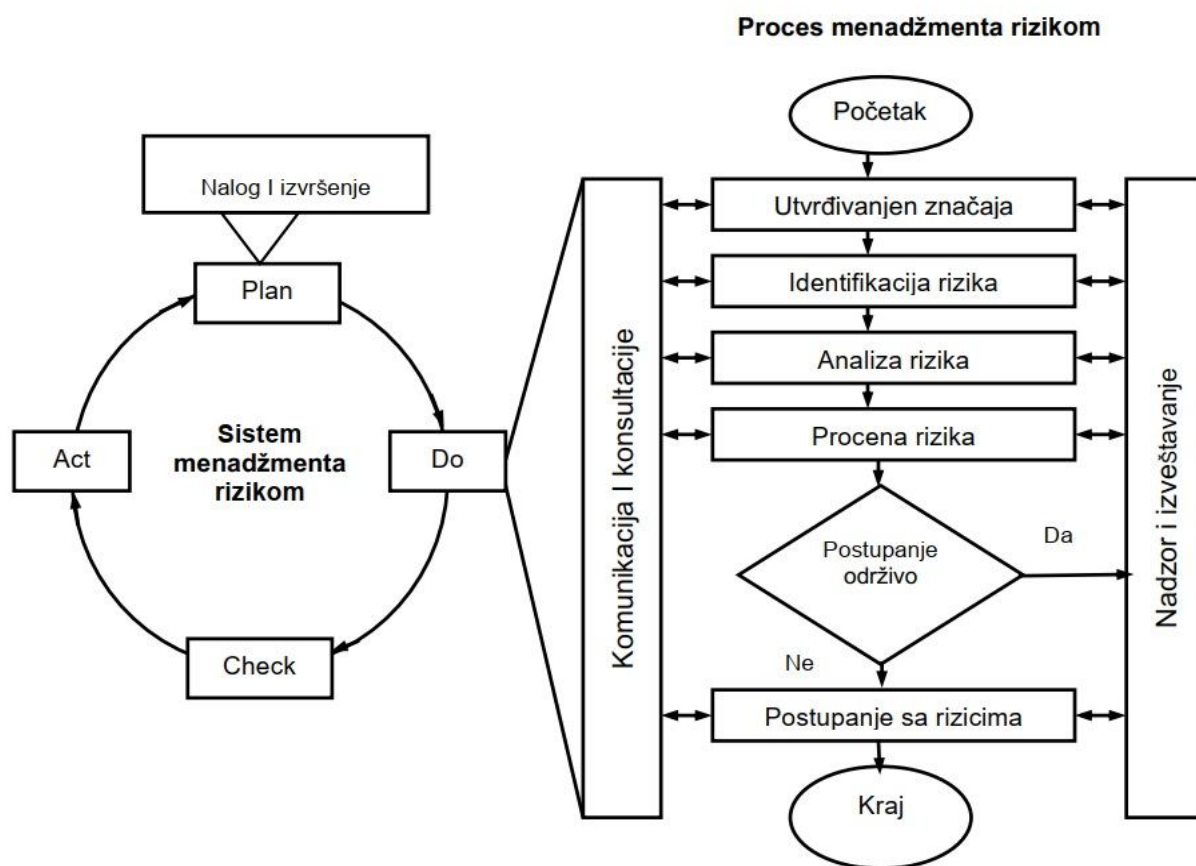 Proces menadžmenta rizikom
Početak
Nalog I izvršenje
Utvrđivanjen značaja
Plan
Identifikacija rizika
Analiza rizika
Sistem
menadžmenta
rizikom
Act
Do
Procena rizika
Komunikacija I konsultacije
Nadzor i izveštavanje
Postupanje
održivo
Da
Ne
Check
Postupanje sa rizicima
Kraj